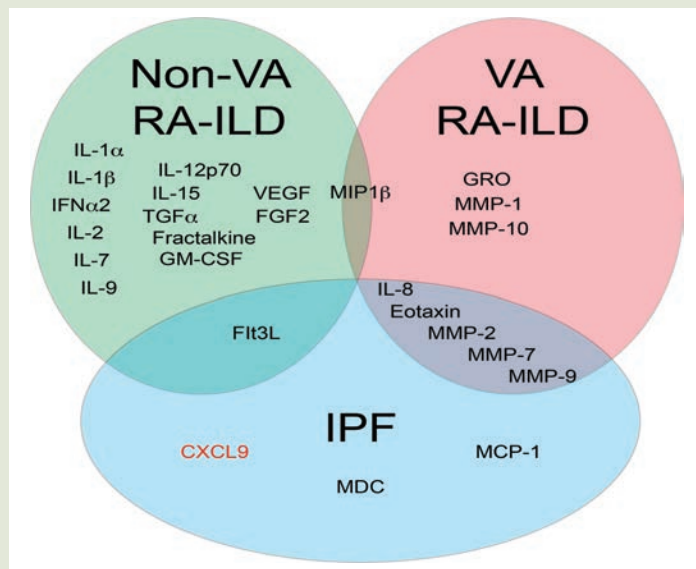 Non-VA
RA-ILD
VA
RA-ILD
IL-1α
IL-1β
IFNα2
IL-2
IL-7
IL-9
IL-12p70
IL-15
TGFα
Fractalkine
GM-CSF
VEGF
FGF2
MIP1β
GRO
MMP-1
MMP-10
IL-8
Eotaxin
MMP-2
MMP-7
MMP-9
Flt3L
IPF
CXCL9
MDC
MCP-1